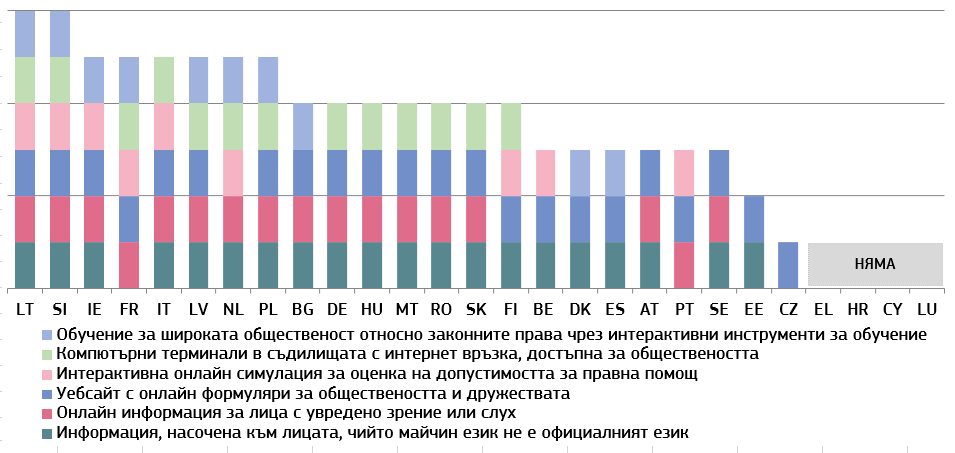 НЯМА
LT SI IE FR IT LV NL PL BG DE HU MT RO SK FI BE DK ES AT PT SE EE CZ EL HR CY LU
Обучение за широката общественост относно законните права чрез интерактивни инструменти за обучение
Компютърни терминали в съдилищата с интернет връзка, достъпна за обществеността
Интерактивна онлайн симулация за оценка на допустимостта за правна помощ
Уебсайт с онлайн формуляри за обществеността и дружествата
Онлайн информация за лица с увредено зрение или слух
Информация, насочена към лицата, чийто майчин език не е официалният език